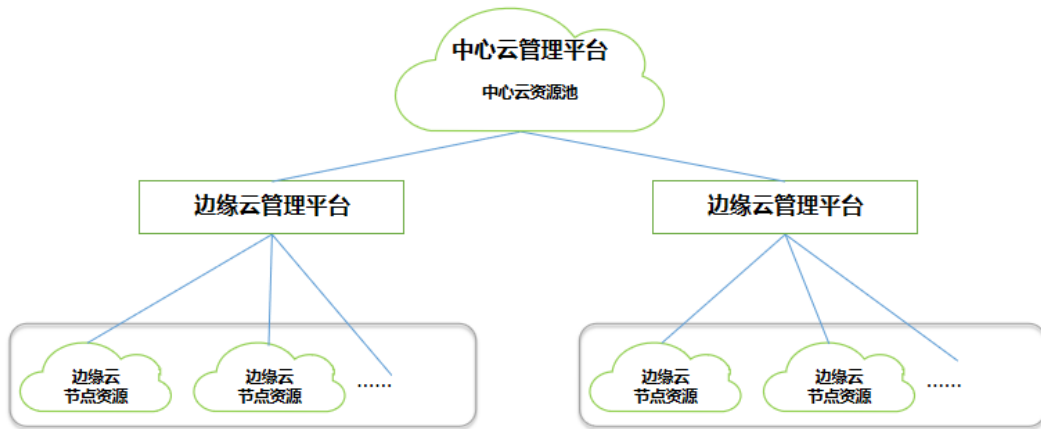 中心云管理平台
中心云资源池
边缘云管理平台
边缘云管理平台
边缘云
节点资源
边缘云
节点资源
......
边缘云
节点资源
边缘云
节点资源
......